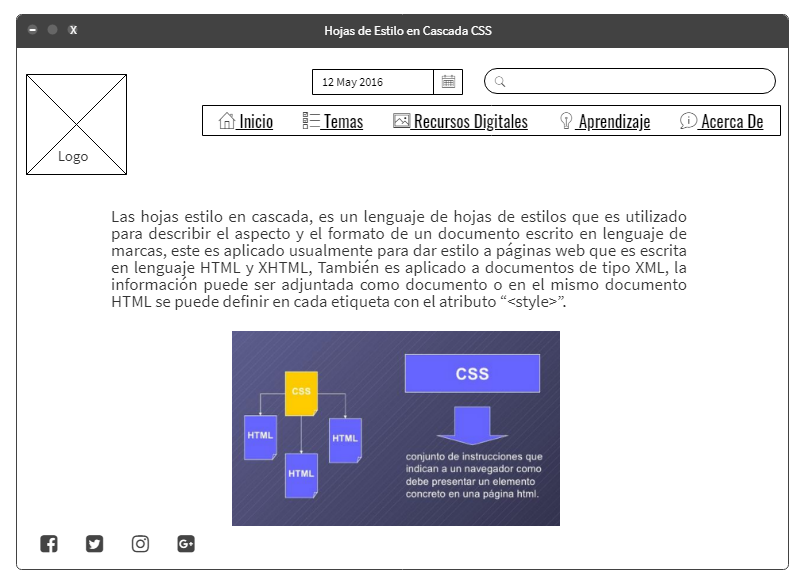 Hojas de Estilo en Cascada CSS
12 May 2016
Logo
Inicio
Temas
Recursos Digitales
Aprendizaje
Acerca De
Las hojas estilo en cascada, es un lenguaje de hojas de estilos que es utilizado
para describir el aspecto y el formato de un documento escrito en lenguaje de
marcas, este es aplicado usualmente para dar estilo a páginas web que es escrita
en lenguaje HTML y XHTML, También es aplicado a documentos de tipo XML, la
información puede ser adjuntada como documento o en el mismo documento
HTML se puede definir en cada etiqueta con el atributo “<style>”.
CSS
HTML
HTML
HTML
CSS
conjunto de instrucciones que
indican a un navegador como
debe presentar un elemento
concreto en una página html.